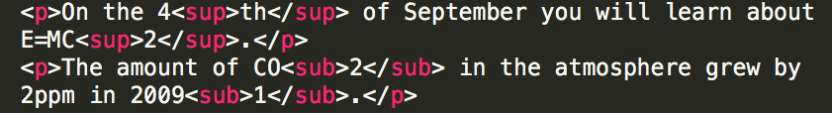 <p>On the 4<sup>th</sup> of September you will learn about
E=MC<sup>2</sup>.</p>
<p>The amount of CO<sub>2</sub> in the atmosphere grew by
2ppm in 2009<sub>1</sub>.</p>